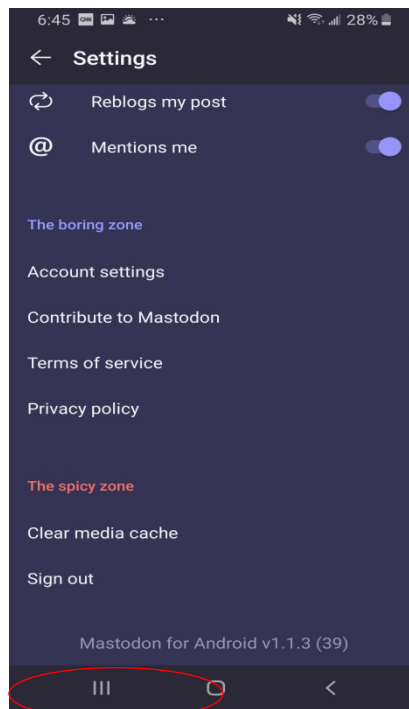 6:45 ... 28%
Settings
Reblogs my post
@ Mentions me
The boring zone
Account settings
Contribute to Mastodon
Terms of service
Privacy policy
The spicy zone
Clear media cache
Sign out
Mastodon for Android v1.1.3 (39)